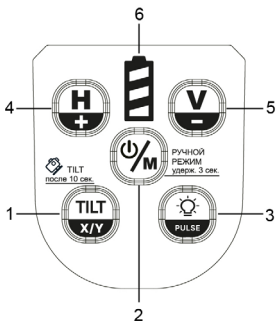 6
H
+
V
-
4
5
⏻/M
TILT
после 10 сек.
РУЧНОЙ
РЕЖИМ
удерж. 3 сек.
1
TILT
X/Y
PULSE
3
2